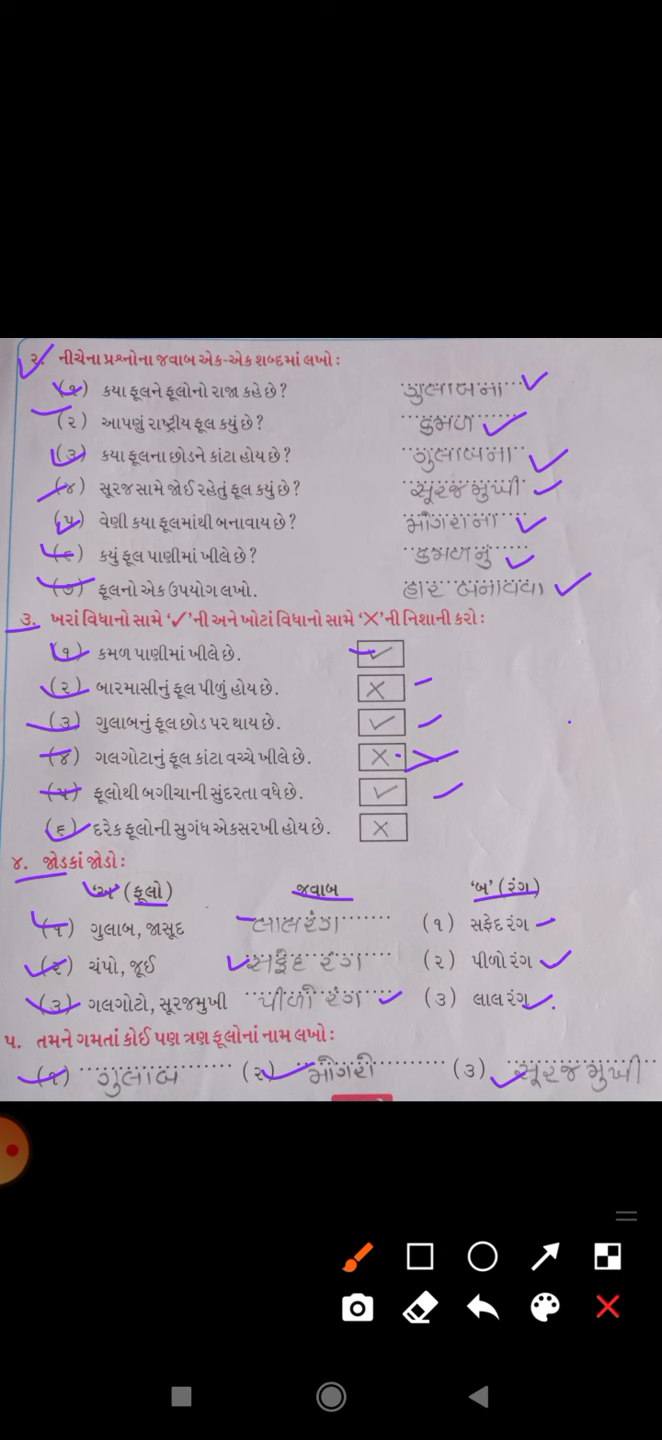 ૨. નીચેના પ્રશ્નોના જવાબ એક-એક શબ્દમાં લખો :
(૧) કયા ફૂલને ફૂલોનો રાજા કહે છે? ગુલાબના
(૨) આપણું રાષ્ટ્રીય ફૂલ કયું છે? કમળ
(૩) કયા ફૂલના છોડને કાંટા હોય છે? ગુલાબના
(૪) સૂરજ સામે જોઈ રહેતું ફૂલ કયું છે? સૂરજમુખી
(૫) વેણી કયા ફૂલમાંથી બનાવાય છે? મોગરાના
(૬) કયું ફૂલ પાણીમાં ખીલે છે? કમળનું
(૭) ફૂલનો એક ઉપયોગ લખો. હાર બનાવવા
૩. ખરાં વિધાનો સામે ‘✓’ની અને ખોટાં વિધાનો સામે ‘✗’ની નિશાની કરો :
(૧) કમળ પાણીમાં ખીલે છે. ✓
(૨) બારમાસીનું ફૂલ પીળું હોય છે. ✗
(૩) ગુલાબનું ફૂલ છોડ પર થાય છે. ✓
(૪) ગલગોટાનું ફૂલ કાંટા વચ્ચે ખીલે છે. ✗
(૫) ફૂલોથી બગીચાની સુંદરતા વધે છે. ✓
(૬) દરેક ફૂલોની સુગંધ એકસરખી હોય છે. ✗
૪. જોડકાં જોડો :
‘અ’ (ફૂલો) જવાબ ‘બ’ (રંગ)
(૧) ગુલાબ, જાસૂદ લાલ રંગ (૧) સફેદ રંગ
(૨) ચંપો, જૂઈ સફેદ રંગ (૨) પીળો રંગ
(૩) ગલગોટો, સૂરજમુખી પીળો રંગ (૩) લાલ રંગ
૫. તમને ગમતાં કોઈ પણ ત્રણ ફૂલોનાં નામ લખો :
(૧) ગુલાબ (૨) મોગરો (૩) સૂરજમુખી